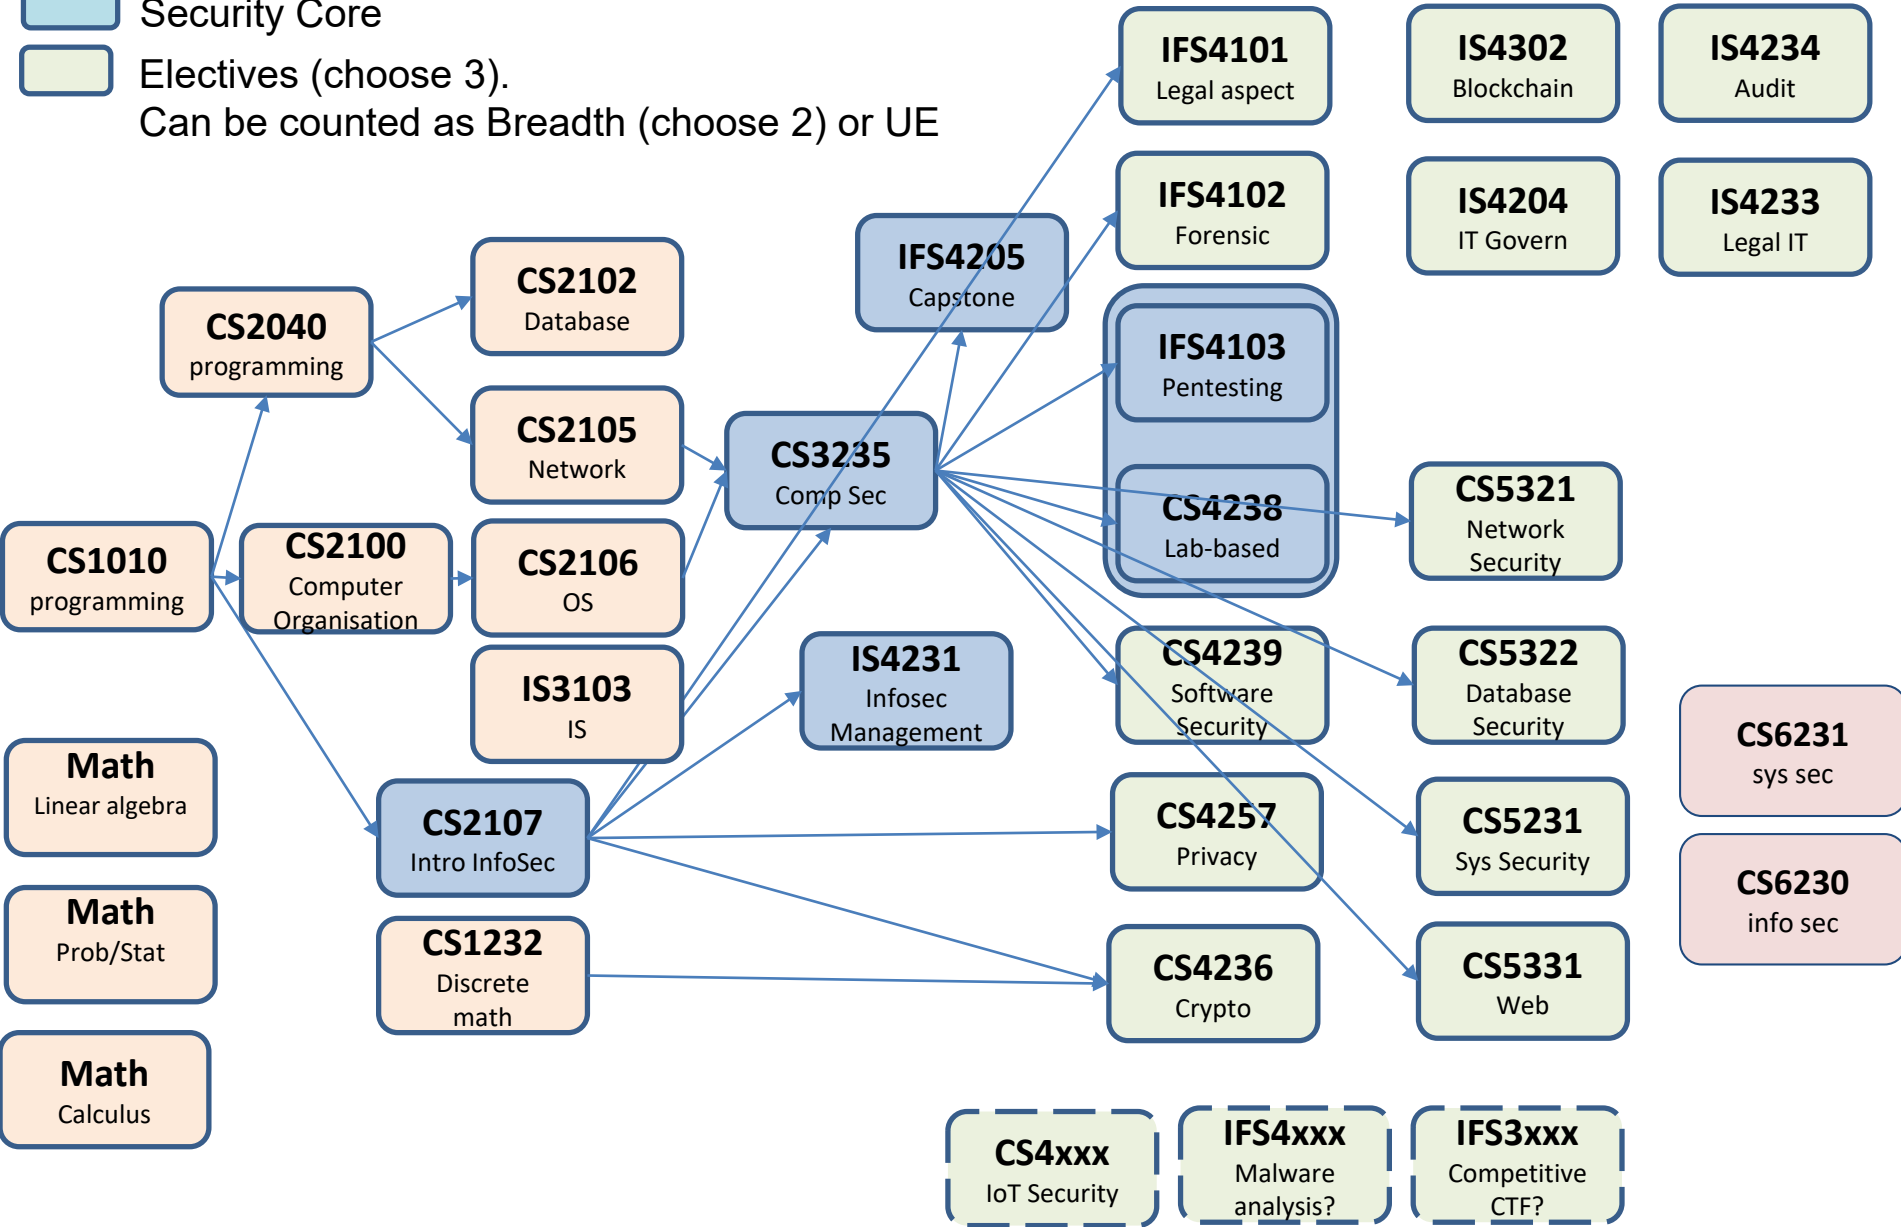 Security Core
Electives (choose 3).
Can be counted as Breadth (choose 2) or UE
IFS4101
Legal aspect
IS4302
Blockchain
IS4234
Audit
IFS4102
Forensic
IS4204
IT Govern
IS4233
Legal IT
IFS4205
Capstone
CS2102
Database
CS2040
programming
IFS4103
Pentesting
CS2105
Network
CS3235
Comp Sec
CS4238
Lab-based
CS5321
Network
Security
CS1010
programming
CS2100
Computer
Organisation
CS2106
OS
IS3103
IS
IS4231
Infosec
Management
CS4239
Software
Security
CS5322
Database
Security
CS6231
sys sec
Math
Linear algebra
CS2107
Intro InfoSec
CS4257
Privacy
CS5231
Sys Security
CS6230
info sec
Math
Prob/Stat
CS1232
Discrete
math
CS4236
Crypto
CS5331
Web
Math
Calculus
CS4xxx
IoT Security
IFS4xxx
Malware
analysis?
IFS3xxx
Competitive
CTF?